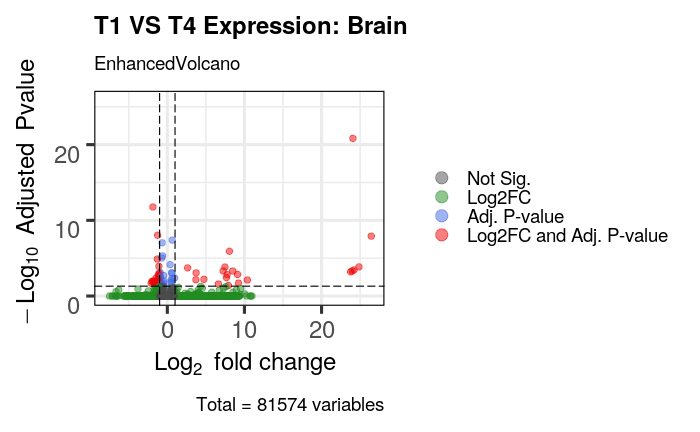 T1 VS T4 Expression: Brain
EnhancedVolcano
− Log10 Adjusted Pvalue
20
10
0
0 10 20
Log2 fold change
Not Sig.
Log2FC
Adj. P-value
Log2FC and Adj. P-value
Total = 81574 variables